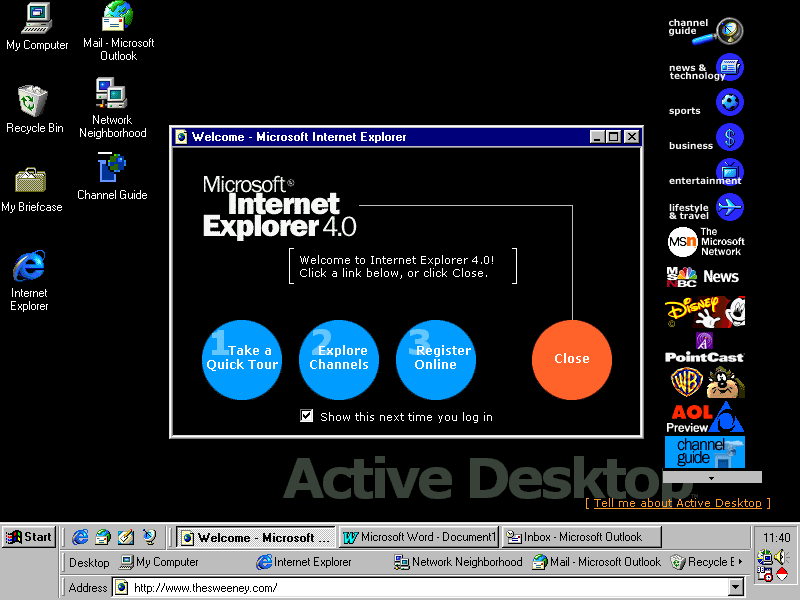 My Computer
Mail - Microsoft
Outlook
Recycle Bin
Network
Neighborhood
My Briefcase
Channel Guide
Internet
Explorer
Welcome - Microsoft Internet Explorer
Microsoft®
Internet
Explorer 4.0
Welcome to Internet Explorer 4.0!
Click a link below, or click Close.
1
Take a
Quick Tour
2
Explore
Channels
3
Register
Online
Close
Show this next time you log in
channel
guide
news &
technology
sports
business
$
entertainment
lifestyle
& travel
msn
The
Microsoft
Network
MSNBC
News
Disney
©
PointCast
WB
AOL
Preview
channel
guide
Active Desktop
[ Tell me about Active Desktop ]
Start
Welcome - Microsoft ...
W
Microsoft Word - Document1
Inbox - Microsoft Outlook
11:40
Desktop
My Computer
Internet Explorer
Network Neighborhood
Mail - Microsoft Outlook
Recycle B
Address
http://www.thesweeney.com/